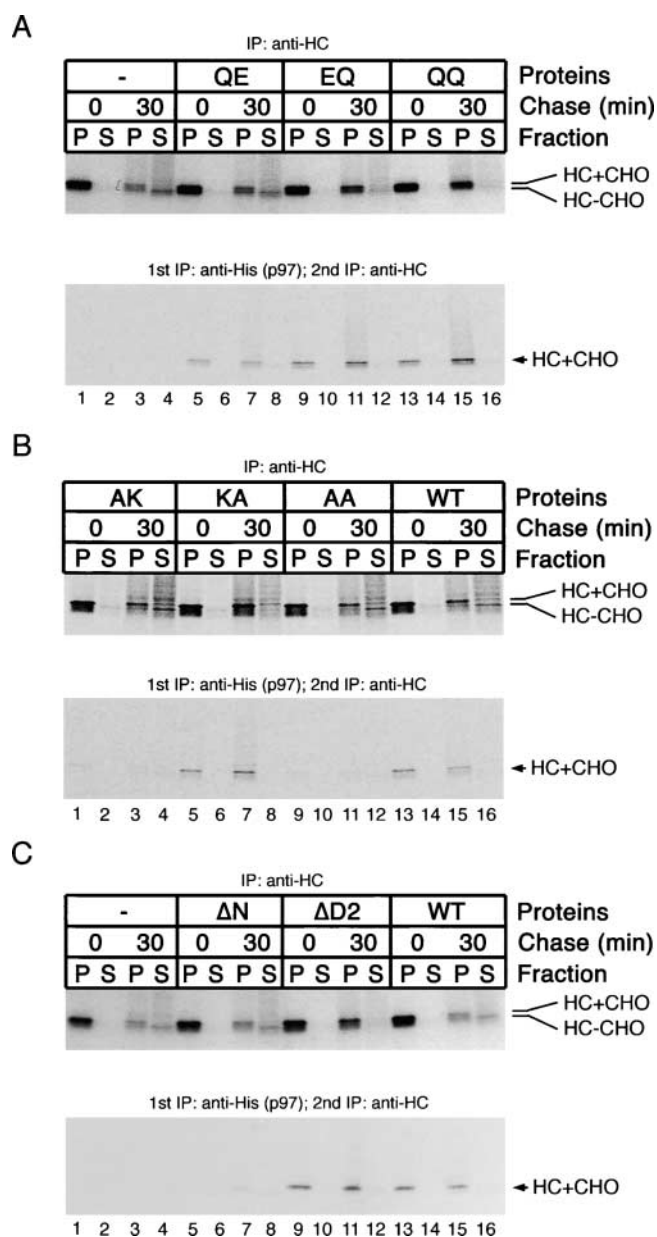 A
IP: anti-HC
- QE EQ QQ Proteins
0 30 0 30 0 30 0 30 Chase (min)
P S P S P S P S P S P S P S P S Fraction
HC+CHO
HC-CHO
1st IP: anti-His (p97); 2nd IP: anti-HC
HC+CHO
1 2 3 4 5 6 7 8 9 10 11 12 13 14 15 16
B
IP: anti-HC
AK KA AA WT Proteins
0 30 0 30 0 30 0 30 Chase (min)
P S P S P S P S P S P S P S P S Fraction
HC+CHO
HC-CHO
1st IP: anti-His (p97); 2nd IP: anti-HC
HC+CHO
1 2 3 4 5 6 7 8 9 10 11 12 13 14 15 16
C
IP: anti-HC
- ΔN ΔD2 WT Proteins
0 30 0 30 0 30 0 30 Chase (min)
P S P S P S P S P S P S P S P S Fraction
HC+CHO
HC-CHO
1st IP: anti-His (p97); 2nd IP: anti-HC
HC+CHO
1 2 3 4 5 6 7 8 9 10 11 12 13 14 15 16